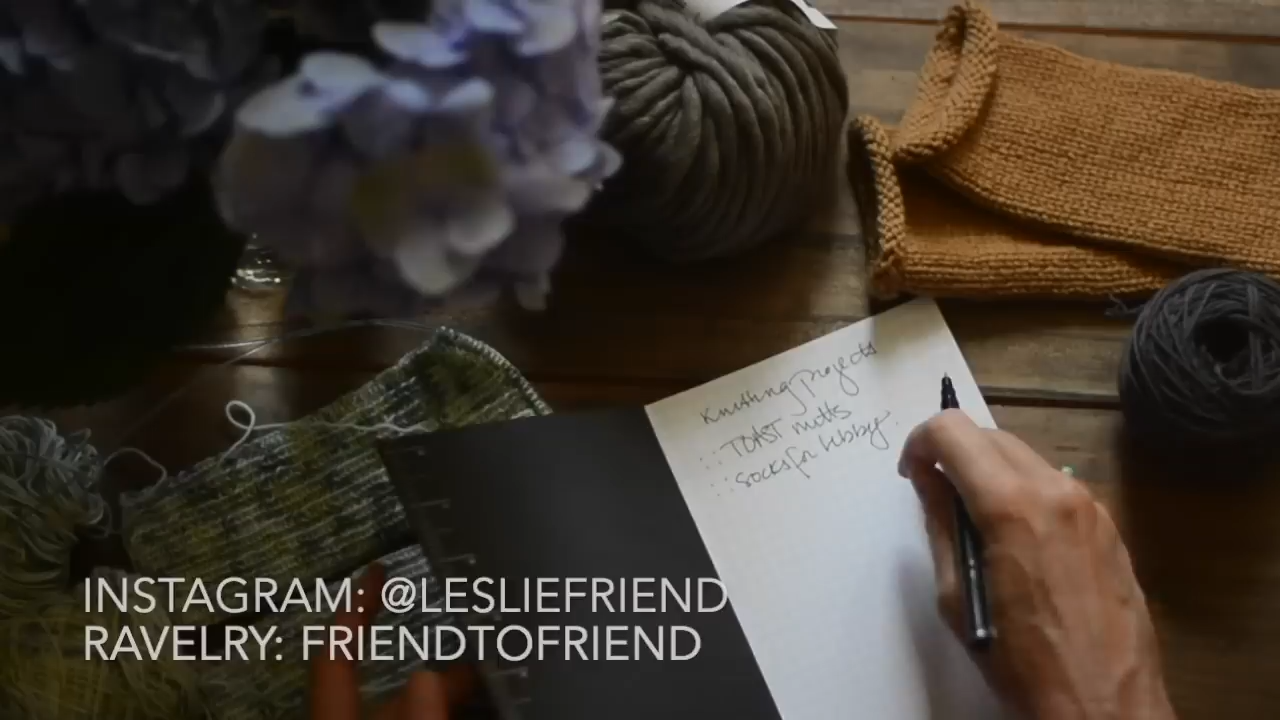 Knitting Projects
::TOAST mitts
::socks for libby.
INSTAGRAM: @LESLIEFRIEND
RAVELRY: FRIENDTOFRIEND